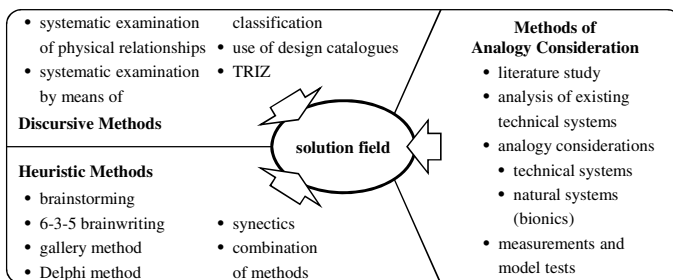 • systematic examination
of physical relationships
• systematic examination
by means of
classification
• use of design catalogues
• TRIZ
Discursive Methods
Heuristic Methods
• brainstorming
• 6-3-5 brainwriting
• gallery method
• Delphi method
• synectics
• combination
of methods
solution field
Methods of
Analogy Consideration
• literature study
• analysis of existing
technical systems
• analogy considerations
• technical systems
• natural systems
(bionics)
• measurements and
model tests